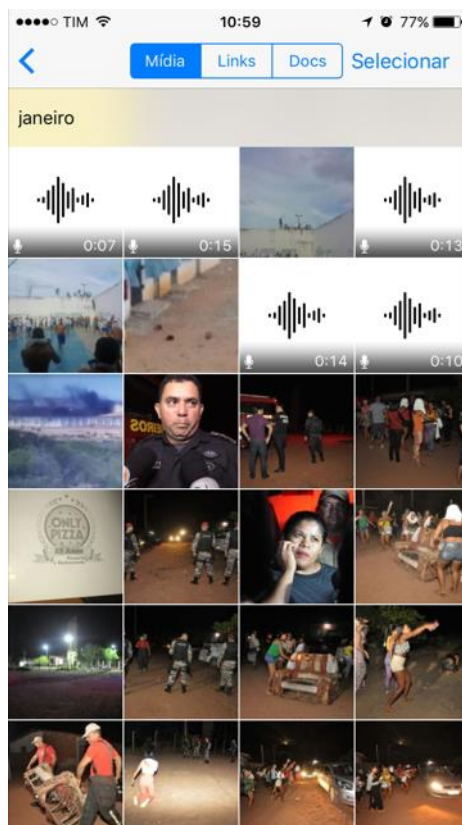 TIM 10:59 77%
Mídia Links Docs Selecionar
janeiro
0:07 0:15 0:13
0:14 0:10
BOMBEIROS
ONLY
PIZZA